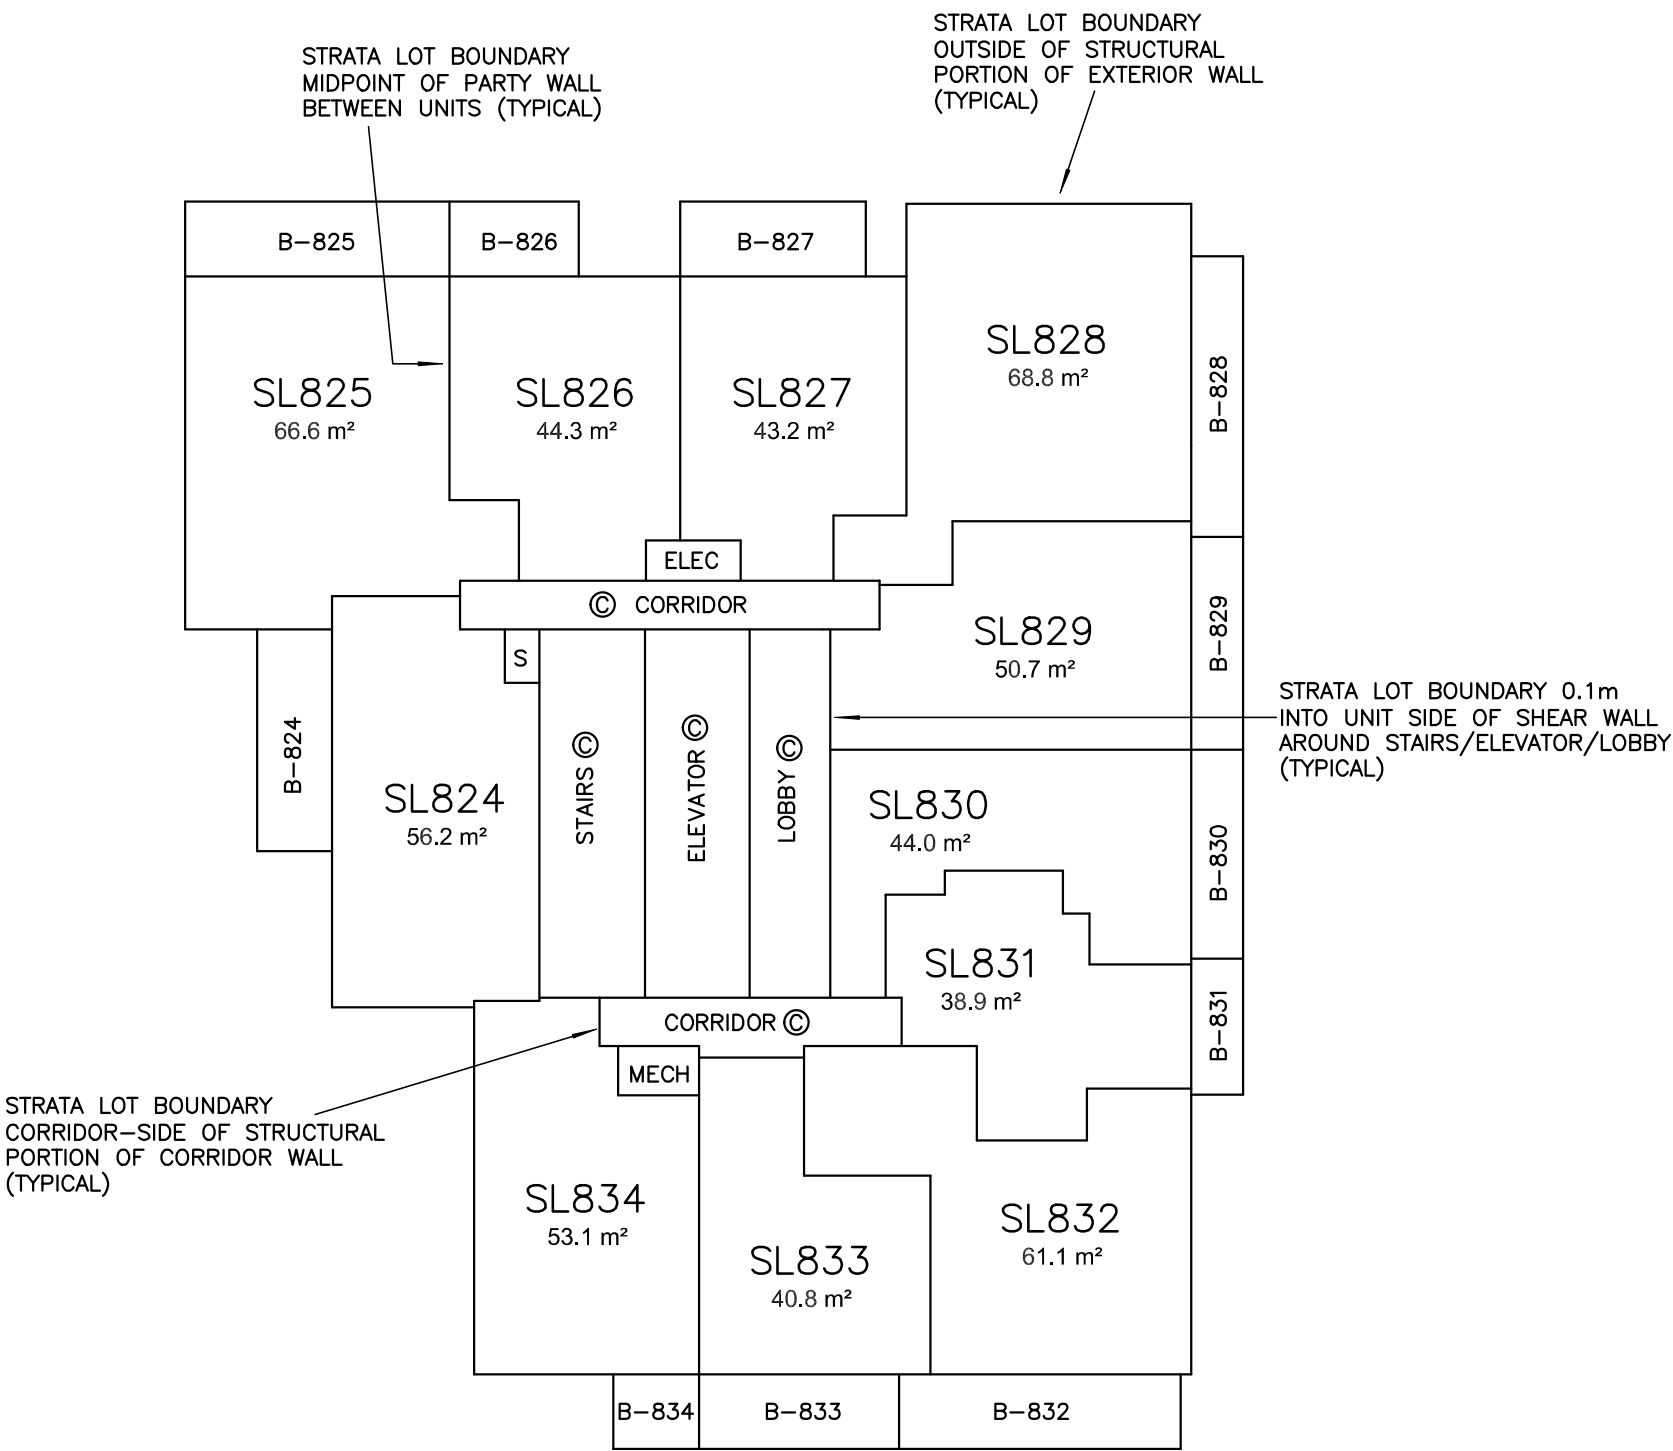 STRATA LOT BOUNDARY
OUTSIDE OF STRUCTURAL
PORTION OF EXTERIOR WALL
(TYPICAL)
STRATA LOT BOUNDARY
MIDPOINT OF PARTY WALL
BETWEEN UNITS (TYPICAL)
B-825
B-826
B-827
SL828
68.8 m²
B-828
SL825
66.6 m²
SL826
44.3 m²
SL827
43.2 m²
ELEC
© CORRIDOR
SL829
50.7 m²
B-829
S
STRATA LOT BOUNDARY 0.1m
INTO UNIT SIDE OF SHEAR WALL
AROUND STAIRS/ELEVATOR/LOBBY
(TYPICAL)
B-824
SL824
56.2 m²
STAIRS ©
ELEVATOR ©
LOBBY ©
SL830
44.0 m²
B-830
SL831
38.9 m²
B-831
CORRIDOR ©
MECH
STRATA LOT BOUNDARY
CORRIDOR-SIDE OF STRUCTURAL
PORTION OF CORRIDOR WALL
(TYPICAL)
SL834
53.1 m²
SL833
40.8 m²
SL832
61.1 m²
B-834
B-833
B-832